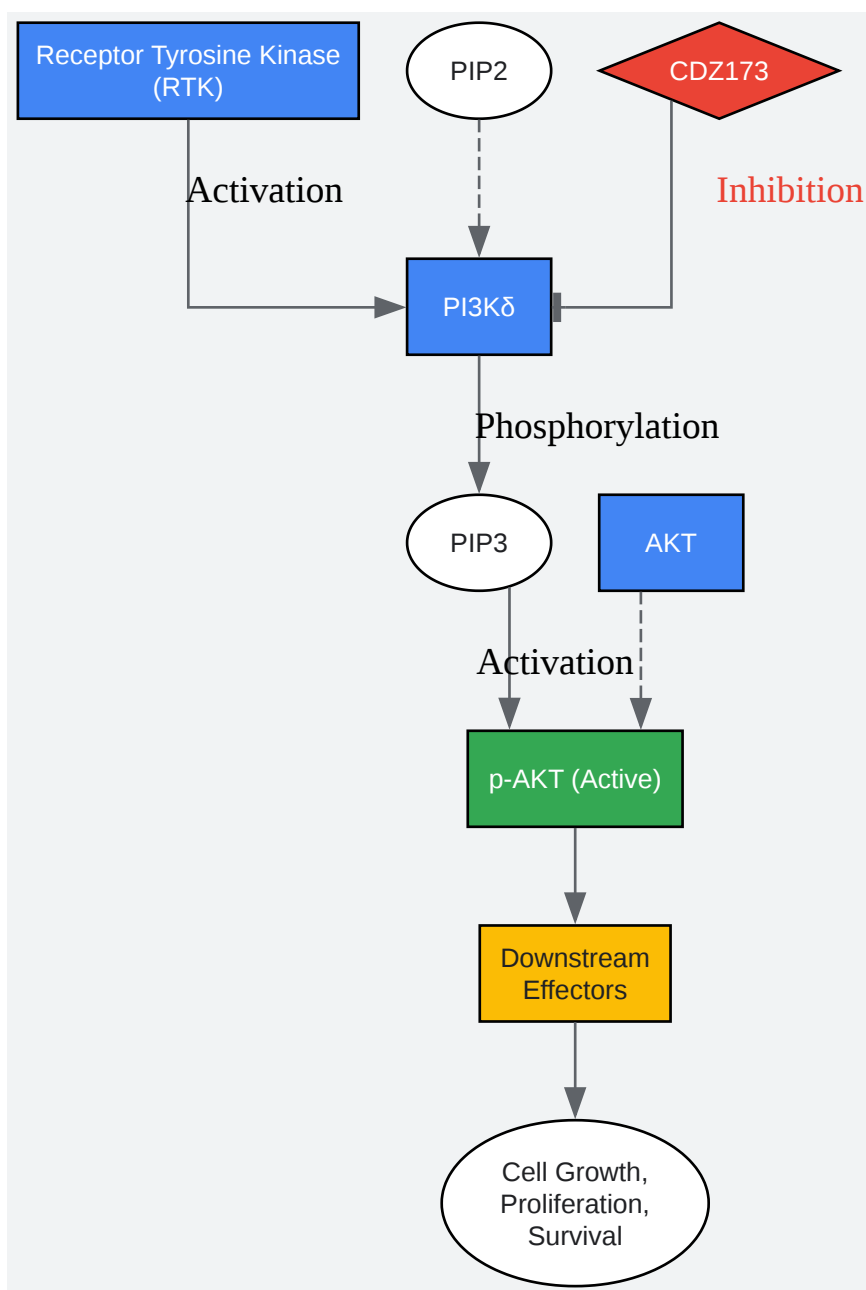 Receptor Tyrosine Kinase
(RTK)
PIP2
CDZ173
Activation
Inhibition
PI3Kδ
Phosphorylation
PIP3
AKT
Activation
p-AKT (Active)
Downstream
Effectors
Cell Growth,
Proliferation,
Survival